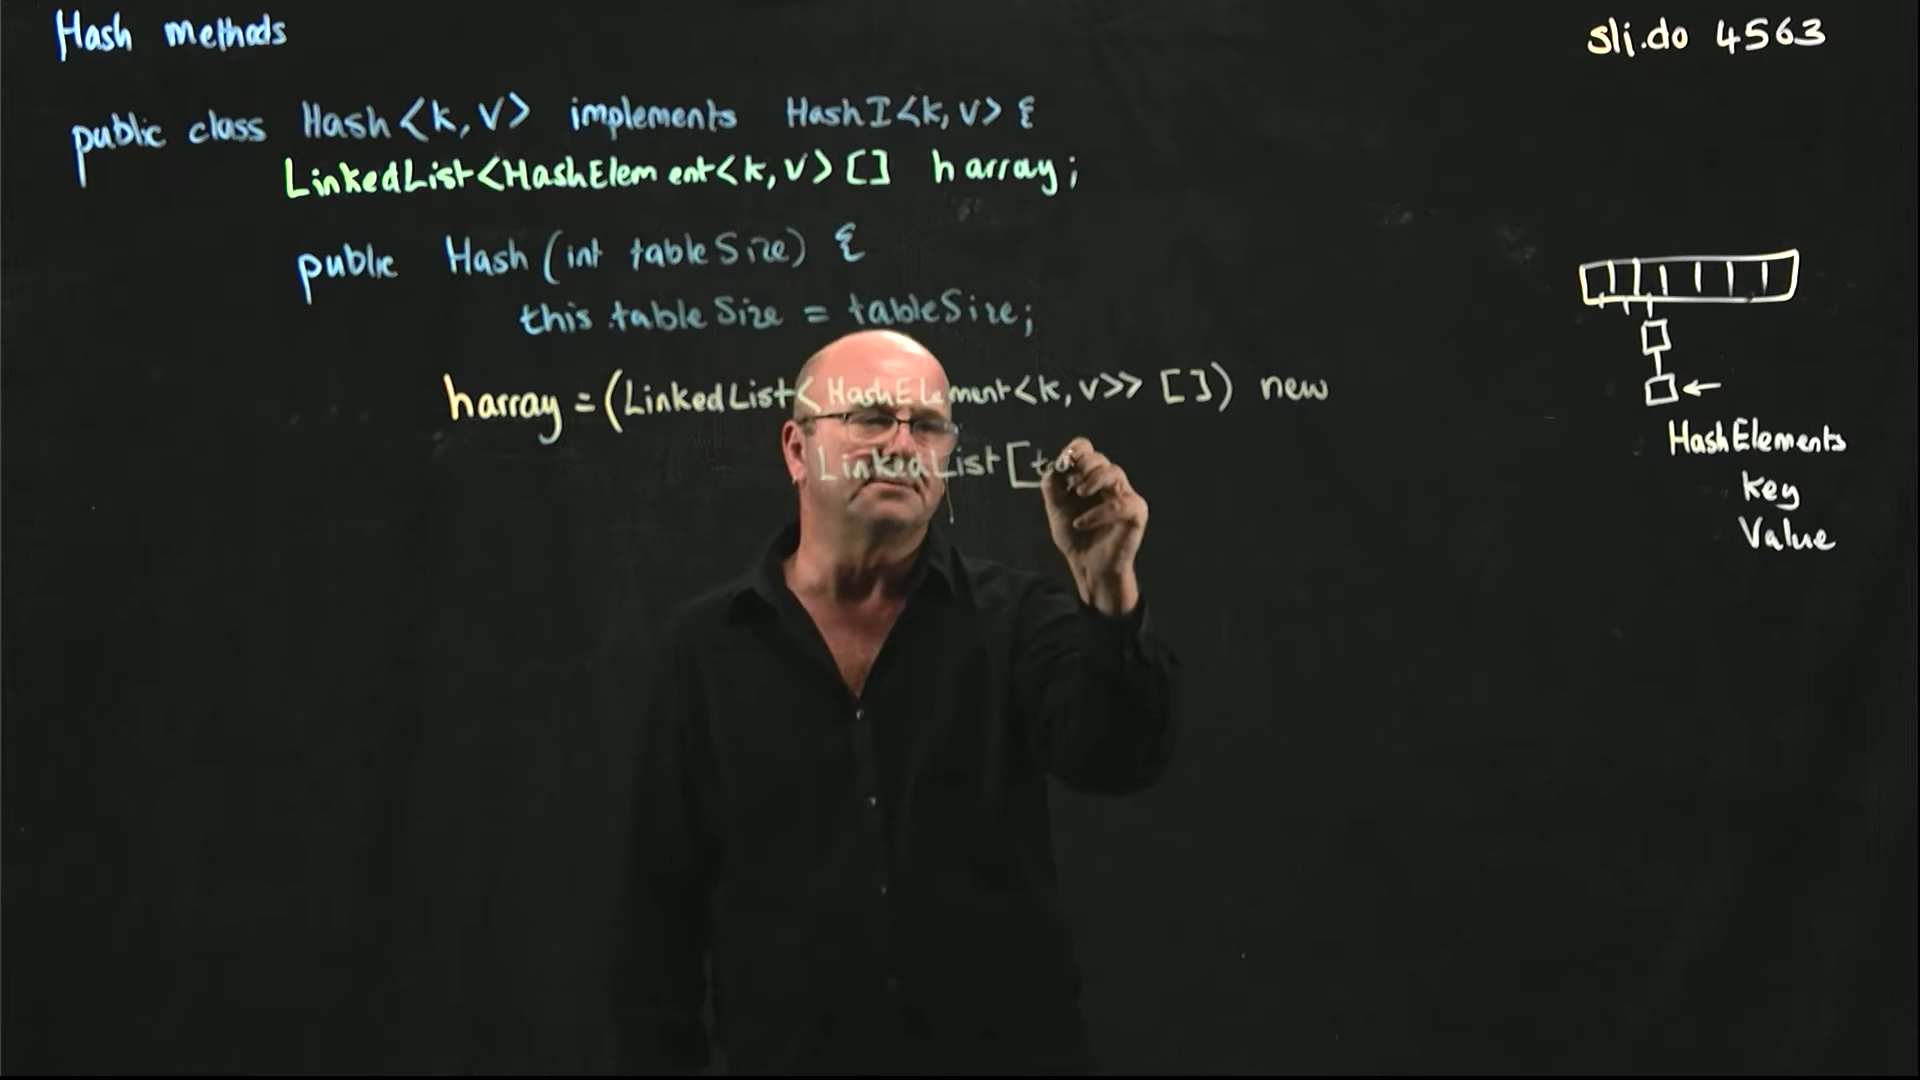 Hash methods
sli.do 4563
public class Hash<k,V> implements HashI<k,v> {
LinkedList<HashElement<k,V>[] harray;
public Hash(int tableSize) {
this.tableSize = tableSize;
harray = (LinkedList<HashElement<k,v>>[]) new
LinkedList[ta
HashElements
key
Value